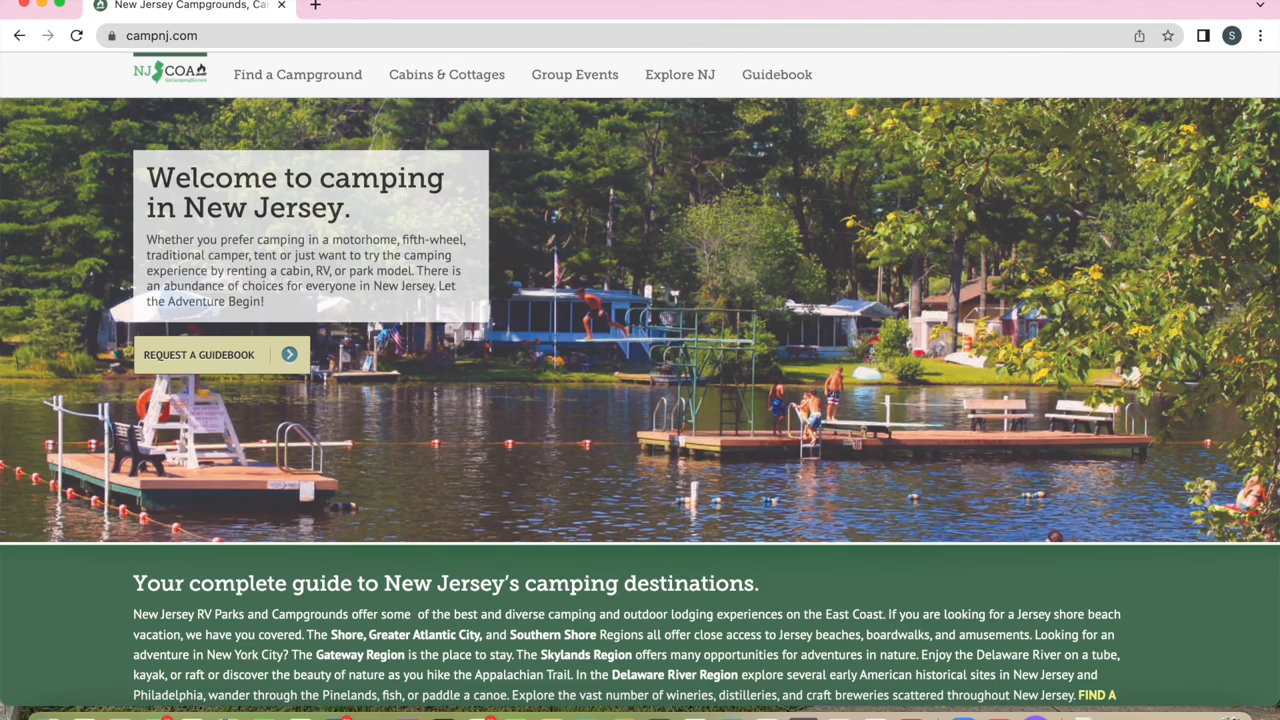 New Jersey Campgrounds, Ca
campnj.com
S
NJ COA
Find a Campground
Cabins & Cottages
Group Events
Explore NJ
Guidebook
Welcome to camping
in New Jersey.
Whether you prefer camping in a motorhome, fifth-wheel,
traditional camper, tent or just want to try the camping
experience by renting a cabin, RV, or park model. There is
an abundance of choices for everyone in New Jersey. Let
the Adventure Begin!
REQUEST A GUIDEBOOK
Your complete guide to New Jersey's camping destinations.
New Jersey RV Parks and Campgrounds offer some of the best and diverse camping and outdoor lodging experiences on the East Coast. If you are looking for a Jersey shore beach
vacation, we have you covered. The Shore, Greater Atlantic City, and Southern Shore Regions all offer close access to Jersey beaches, boardwalks, and amusements. Looking for an
adventure in New York City? The Gateway Region is the place to stay. The Skylands Region offers many opportunities for adventures in nature. Enjoy the Delaware River on a tube,
kayak, or raft or discover the beauty of nature as you hike the Appalachian Trail. In the Delaware River Region explore several early American historical sites in New Jersey and
Philadelphia, wander through the Pinelands, fish, or paddle a canoe. Explore the vast number of wineries, distilleries, and craft breweries scattered throughout New Jersey. FIND A